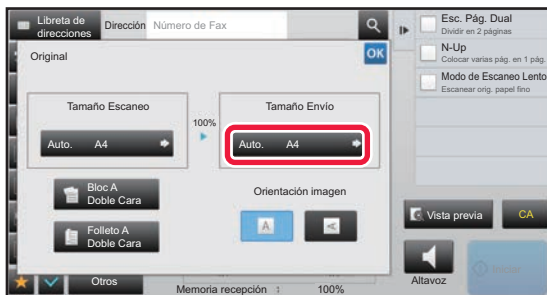 Libreta de
direcciones
Dirección
Número de Fax
Original
OK
Tamaño Escaneo
100%
Tamaño Envío
Auto. A4
Auto. A4
Bloc A
Doble Cara
Orientación imagen
Folleto A
Doble Cara
A
A
Otros
Memoria recepción : 100%
Esc. Pág. Dual
Dividir en 2 páginas
N-Up
Colocar varias pág. en 1 pág.
Modo de Escaneo Lento
Escanear orig. papel fino
Vista previa
CA
Altavoz
Iniciar